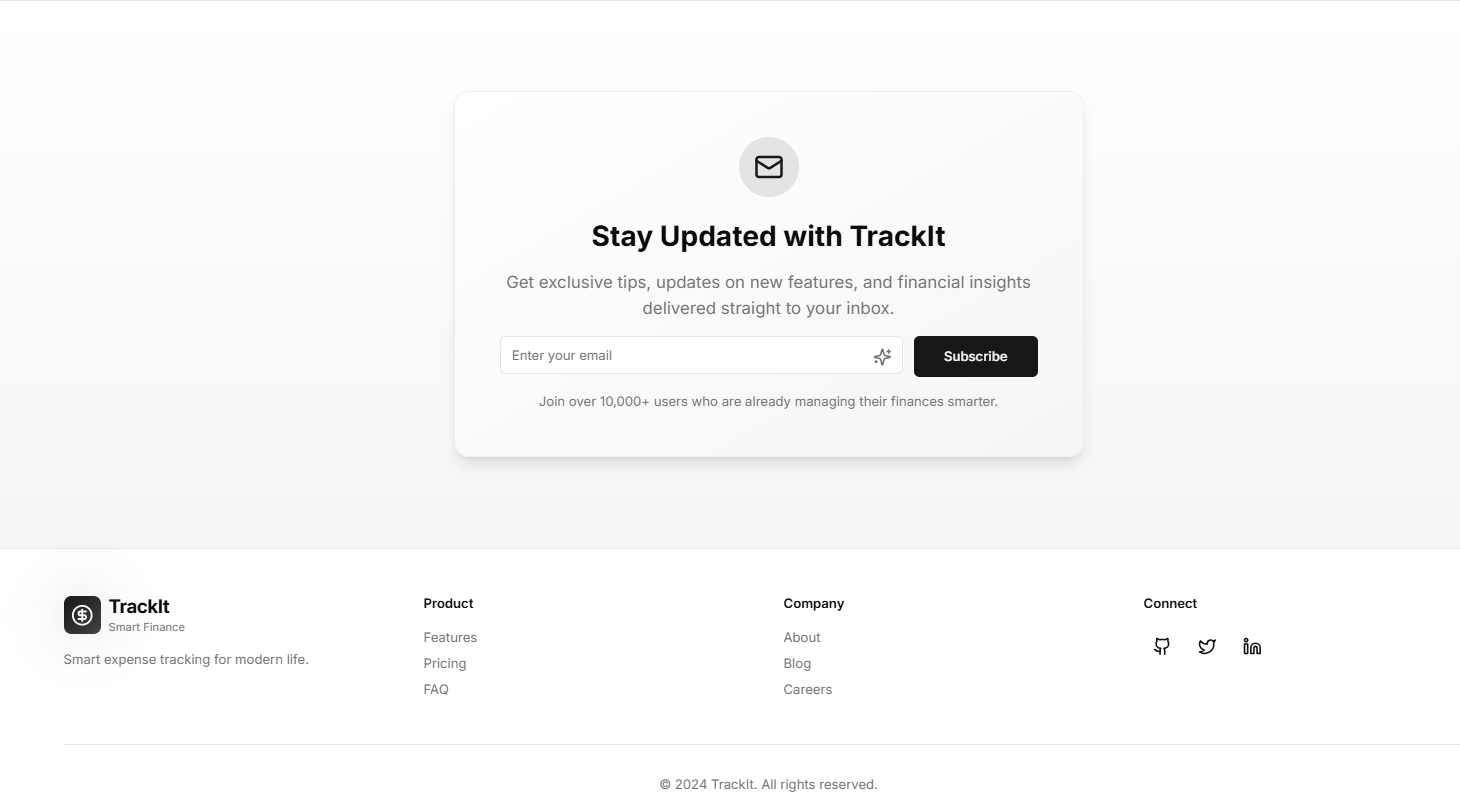 Stay Updated with TrackIt
Get exclusive tips, updates on new features, and financial insights
delivered straight to your inbox.
Enter your email
Subscribe
Join over 10,000+ users who are already managing their finances smarter.
TrackIt
Smart Finance
Smart expense tracking for modern life.
Product
Features
Pricing
FAQ
Company
About
Blog
Careers
Connect
© 2024 TrackIt. All rights reserved.